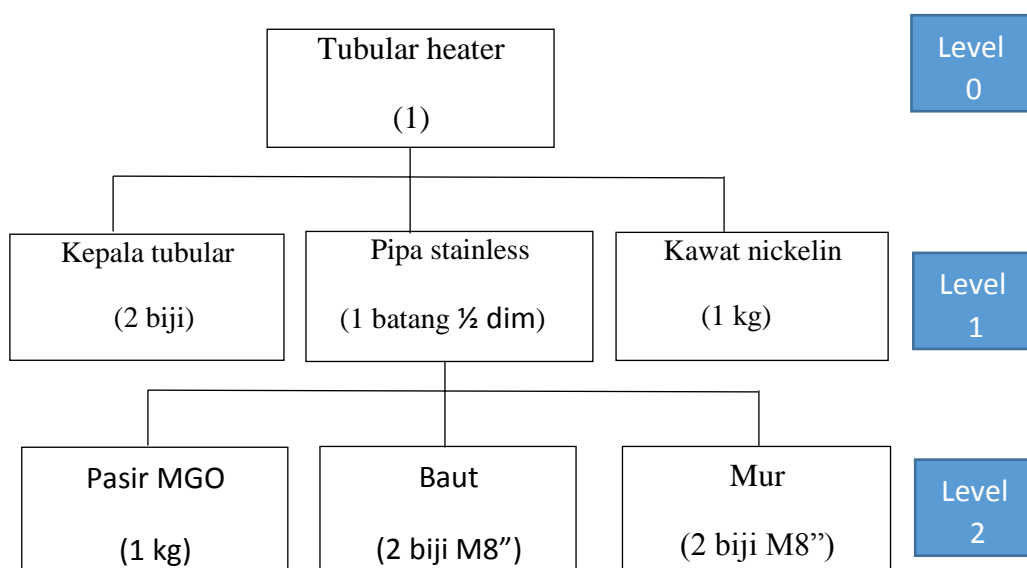 Tubular heater
(1)
Level
0
Kepala tubular
(2 biji)
Pipa stainless
(1 batang ½ dim)
Kawat nickelin
(1 kg)
Level
1
Pasir MGO
(1 kg)
Baut
(2 biji M8”)
Mur
(2 biji M8”)
Level
2